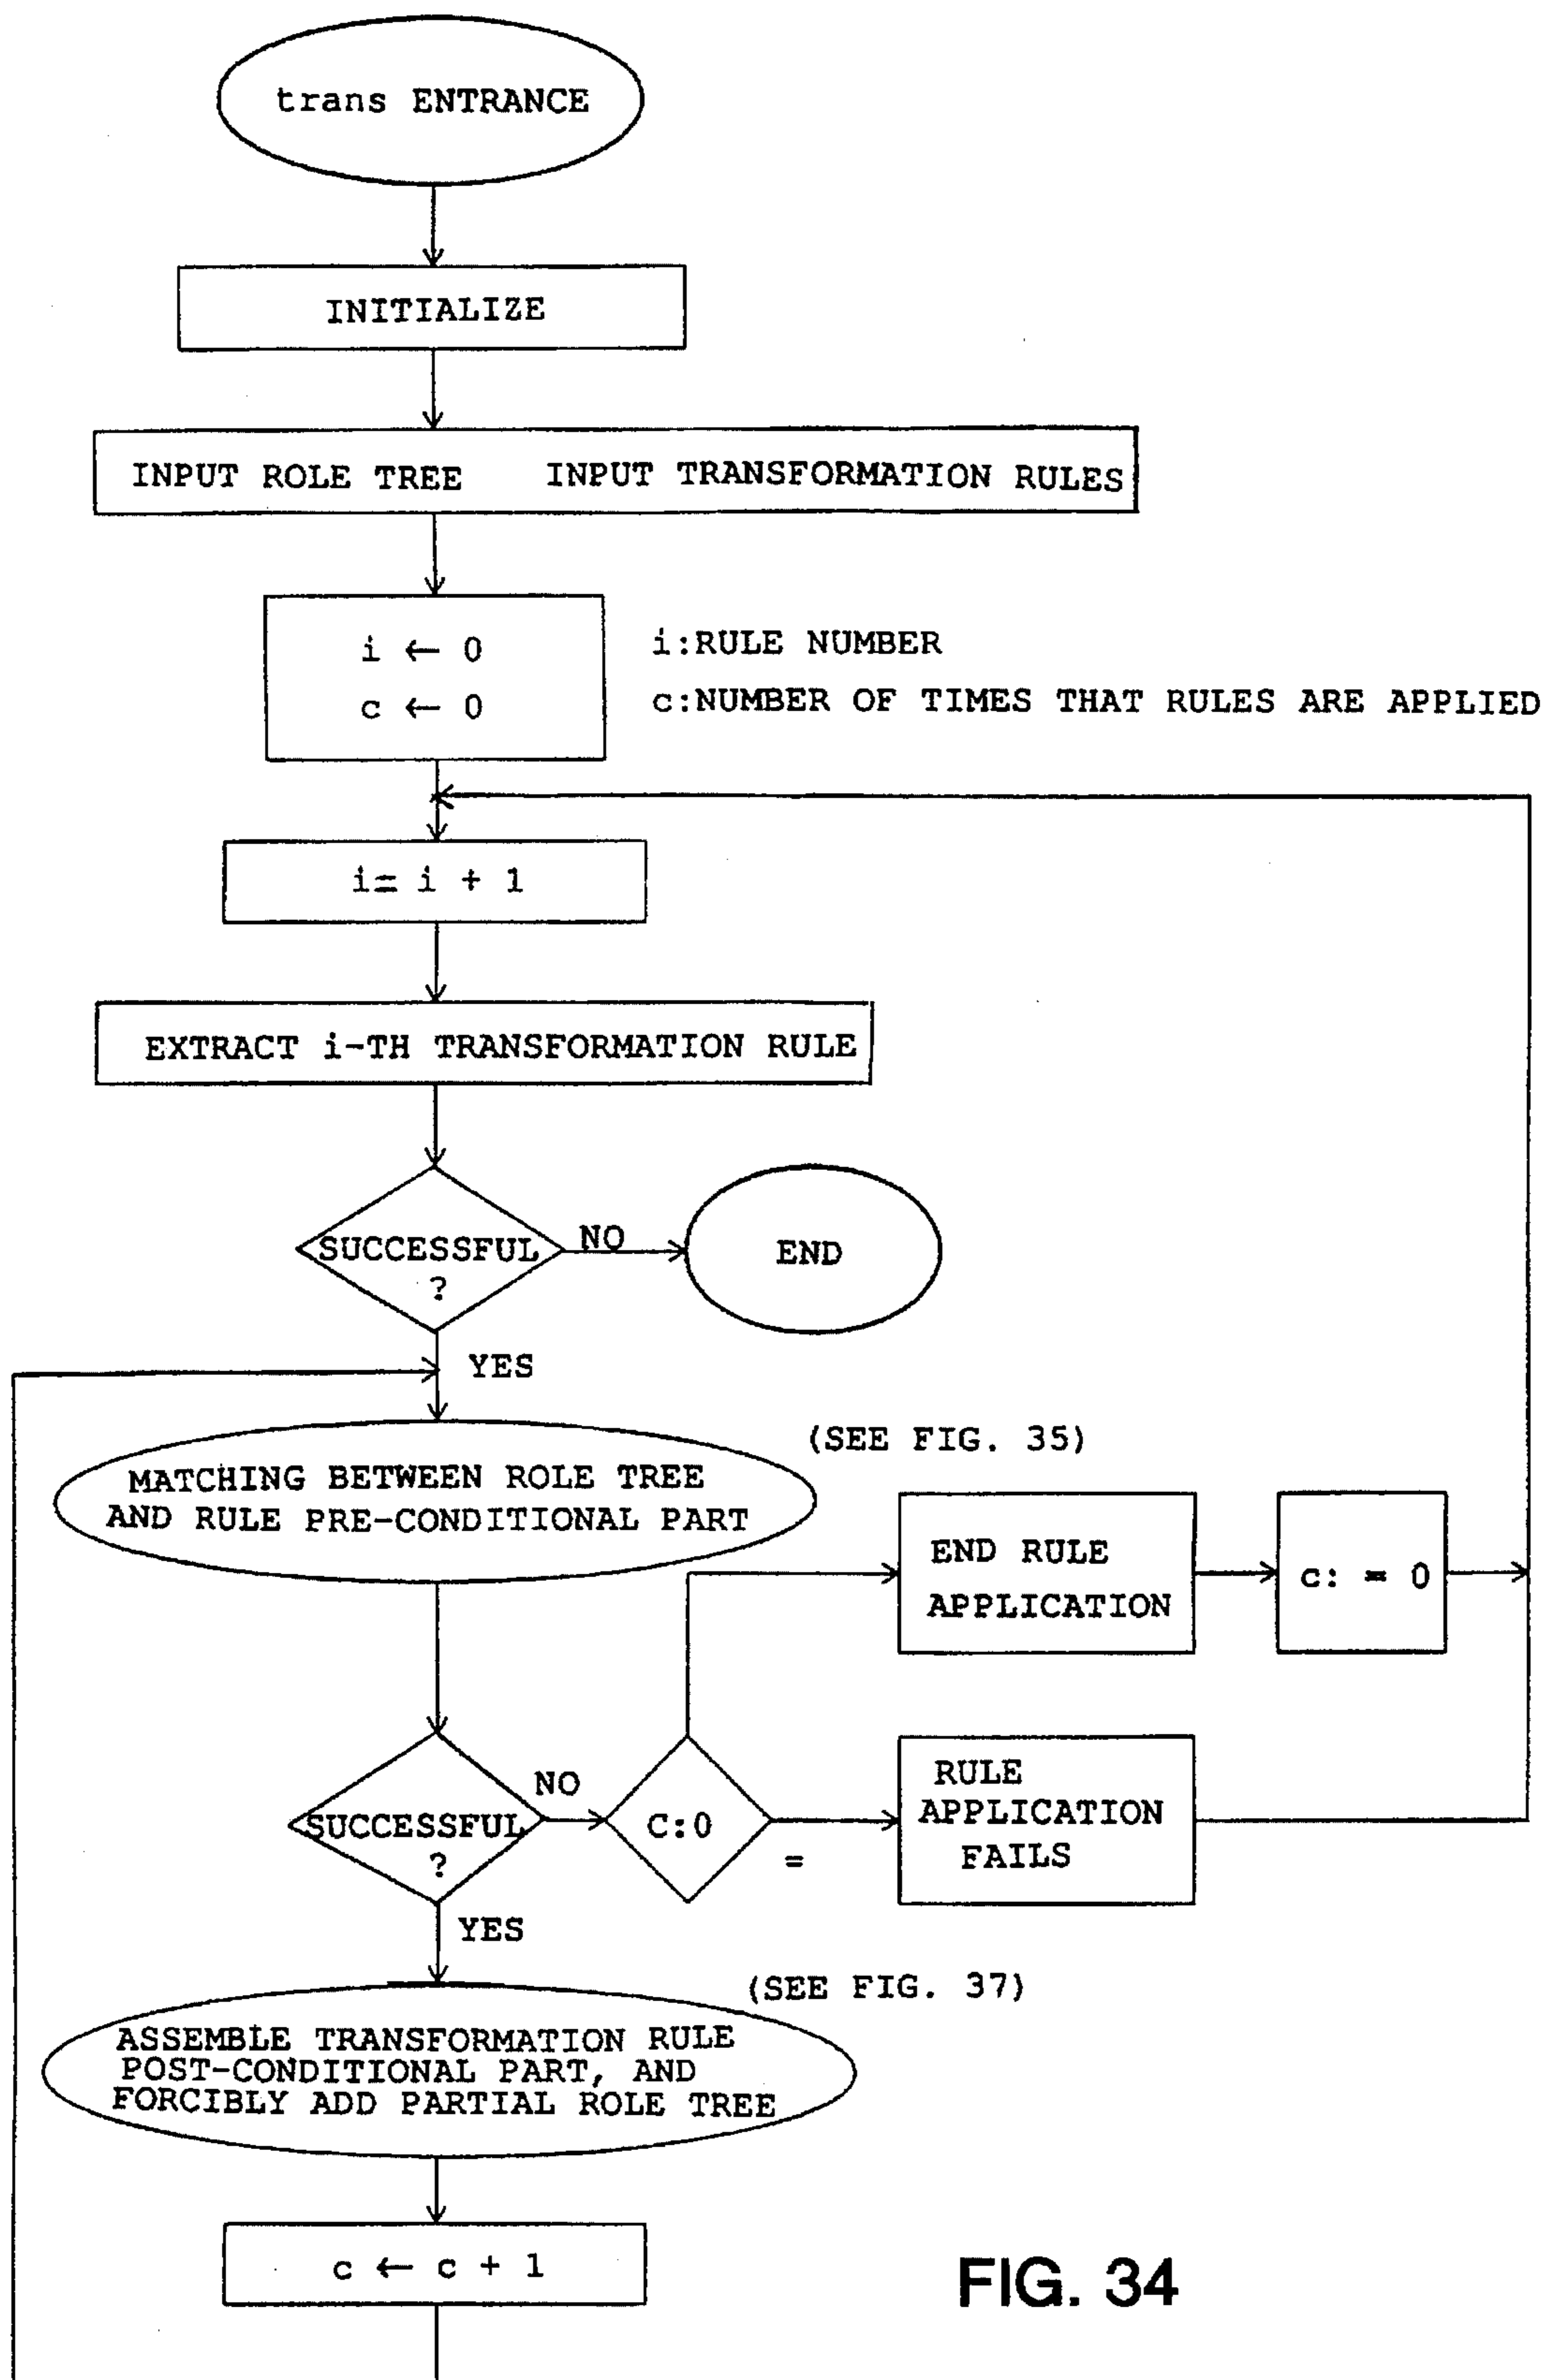 trans ENTRANCE
INITIALIZE
INPUT ROLE TREE INPUT TRANSFORMATION RULES
i ← 0
c ← 0
i:RULE NUMBER
c:NUMBER OF TIMES THAT RULES ARE APPLIED
i= i + 1
EXTRACT i-TH TRANSFORMATION RULE
SUCCESSFUL
?
NO
END
YES
(SEE FIG. 35)
MATCHING BETWEEN ROLE TREE
AND RULE PRE-CONDITIONAL PART
END RULE
APPLICATION
c: = 0
SUCCESSFUL
?
NO
C:0
=
RULE
APPLICATION
FAILS
YES
(SEE FIG. 37)
ASSEMBLE TRANSFORMATION RULE
POST-CONDITIONAL PART, AND
FORCIBLY ADD PARTIAL ROLE TREE
c ← c + 1
FIG. 34